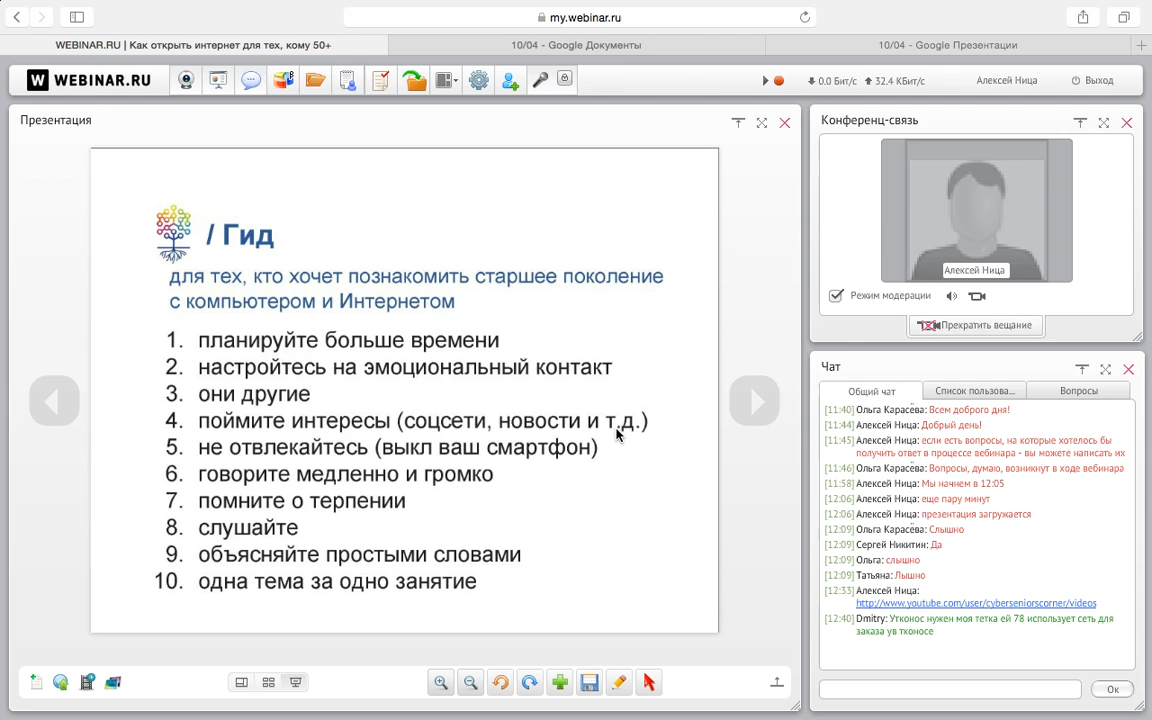 my.webinar.ru
WEBINAR.RU | Как открыть интернет для тех, кому 50+
10/04 - Google Документы
10/04 - Google Презентации
W WEBINAR.RU
0.0 Бит/с
32.4 КБит/с
Алексей Ница
Выход
Презентация
/ Гид
для тех, кто хочет познакомить старшее поколение
с компьютером и Интернетом
1. планируйте больше времени
2. настройтесь на эмоциональный контакт
3. они другие
4. поймите интересы (соцсети, новости и т.д.)
5. не отвлекайтесь (выкл ваш смартфон)
6. говорите медленно и громко
7. помните о терпении
8. слушайте
9. объясняйте простыми словами
10. одна тема за одно занятие
Конференц-связь
Алексей Ница
Режим модерации
Прекратить вещание
Чат
Общий чат
Список пользова...
Вопросы
[11:40] Ольга Карасёва: Всем доброго дня!
[11:44] Алексей Ница: Добрый день!
[11:45] Алексей Ница: если есть вопросы, на которые хотелось бы
получить ответ в процессе вебинара - вы можете написать их
[11:46] Ольга Карасёва: Вопросы, думаю, возникнут в ходе вебинара
[11:58] Алексей Ница: Мы начнем в 12:05
[12:06] Алексей Ница: еще пару минут
[12:06] Алексей Ница: презентация загружается
[12:09] Ольга Карасёва: Слышно
[12:09] Сергей Никитин: Да
[12:09] Ольга: слышно
[12:09] Татьяна: Лышно
[12:33] Алексей Ница:
http://www.youtube.com/user/cyberseniorscorner/videos
[12:40] Dmitry: Утконос нужен моя тетка ей 78 использует сеть для
заказа ув тконосе
Ок